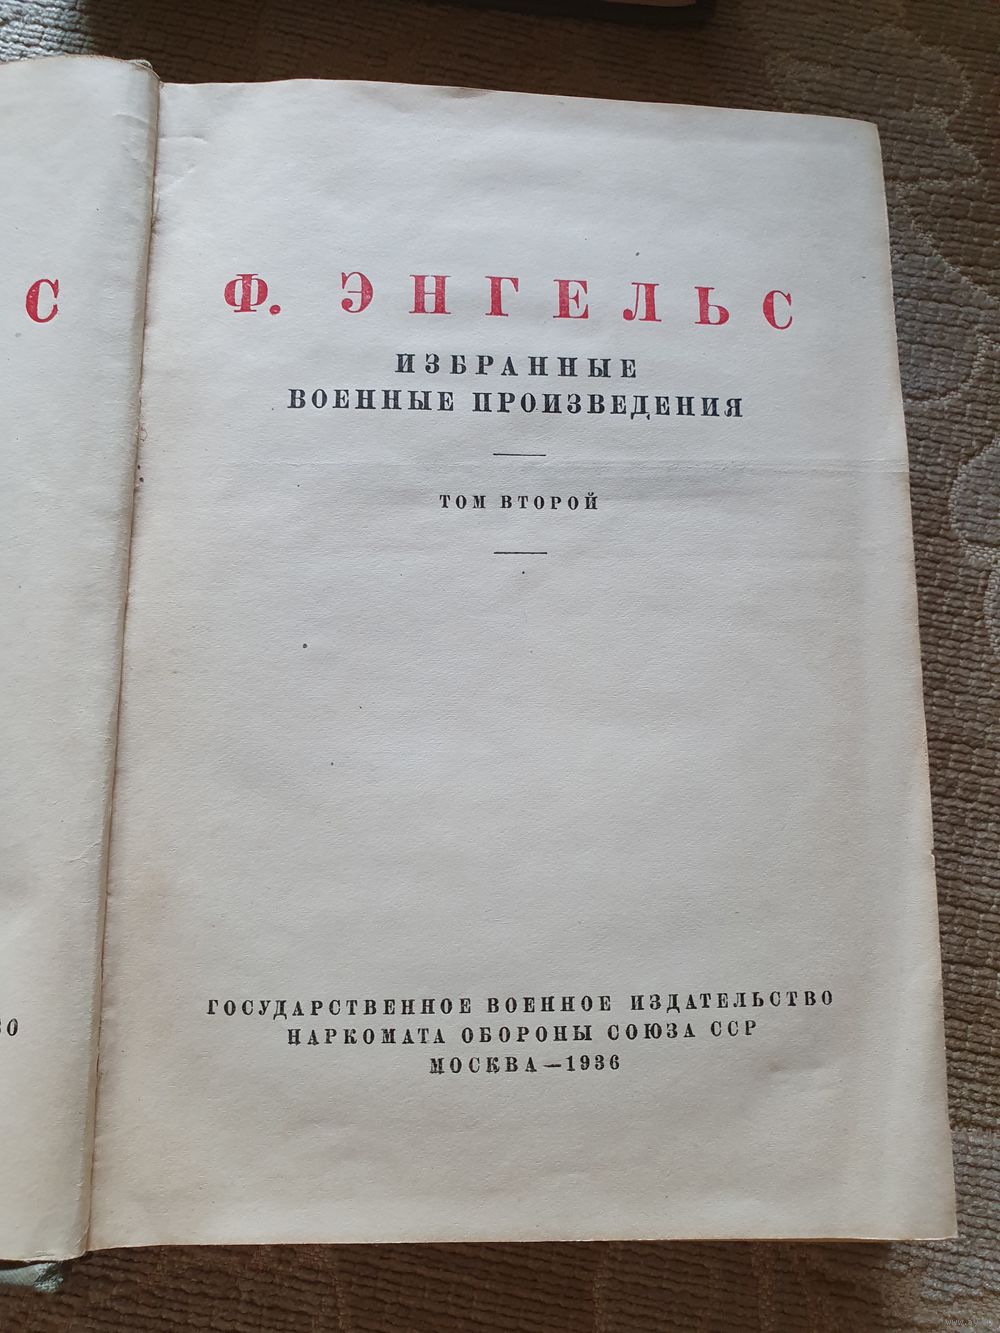 С
Ф. ЭНГЕЛЬС
ИЗБРАННЫЕ
ВОЕННЫЕ ПРОИЗВЕДЕНИЯ
ТОМ ВТОРОЙ
ГОСУДАРСТВЕННОЕ ВОЕННОЕ ИЗДАТЕЛЬСТВО
НАРКОМАТА ОБОРОНЫ СОЮЗА ССР
МОСКВА—1936